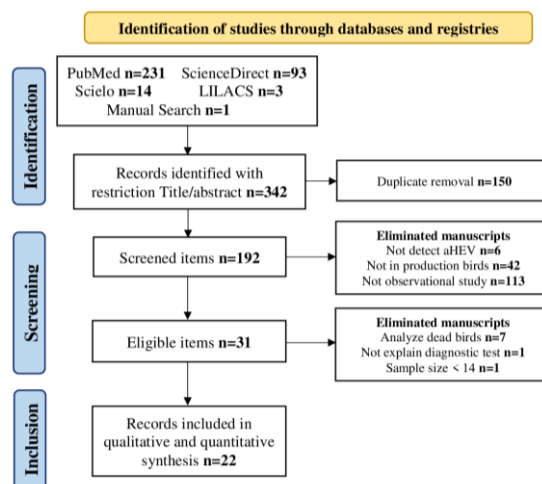 Identification of studies through databases and registries
Identification
PubMed n=231 ScienceDirect n=93
Scielo n=14 LILACS n=3
Manual Search n=1
Records identified with
restriction Title/abstract n=342
Duplicate removal n=150
Screening
Screened items n=192
Eliminated manuscripts
Not detect aHEV n=6
Not in production birds n=42
Not observational study n=113
Eligible items n=31
Eliminated manuscripts
Analyze dead birds n=7
Not explain diagnostic test n=1
Sample size < 14 n=1
Inclusion
Records included in
qualitative and quantitative
synthesis n=22